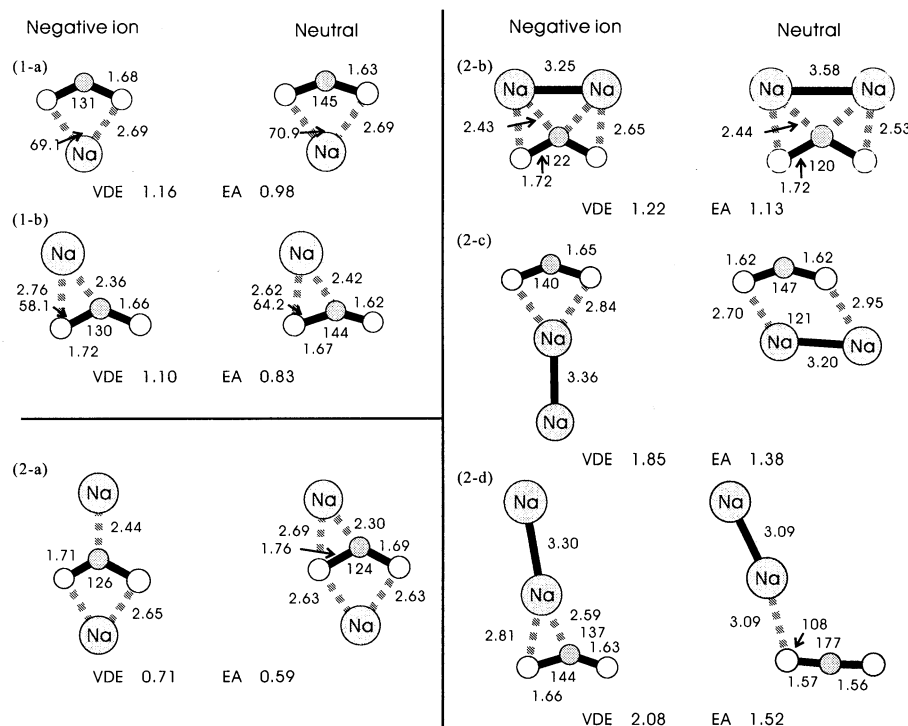 Negative ion Neutral
(1-a)
1.68
131
69.1
2.69
Na
1.63
145
70.9
2.69
Na
VDE 1.16 EA 0.98
(1-b)
Na
2.76
58.1
2.36
1.66
130
1.72
Na
2.62
64.2
2.42
1.62
144
1.67
VDE 1.10 EA 0.83
(2-a)
Na
2.44
1.71
126
2.65
Na
Na
2.69
2.30
1.76
1.69
124
2.63
2.63
Na
VDE 0.71 EA 0.59
Negative ion Neutral
(2-b)
3.25
Na Na
2.43
2.65
122
1.72
3.58
Na Na
2.44
2.53
120
1.72
VDE 1.22 EA 1.13
(2-c)
1.65
140
2.84
Na
3.36
Na
1.62 1.62
147
2.70
2.95
121
Na Na
3.20
VDE 1.85 EA 1.38
(2-d)
Na
3.30
Na
2.81
2.59
137
1.63
144
1.66
Na
3.09
Na
3.09
108
177
1.57 1.56
VDE 2.08 EA 1.52